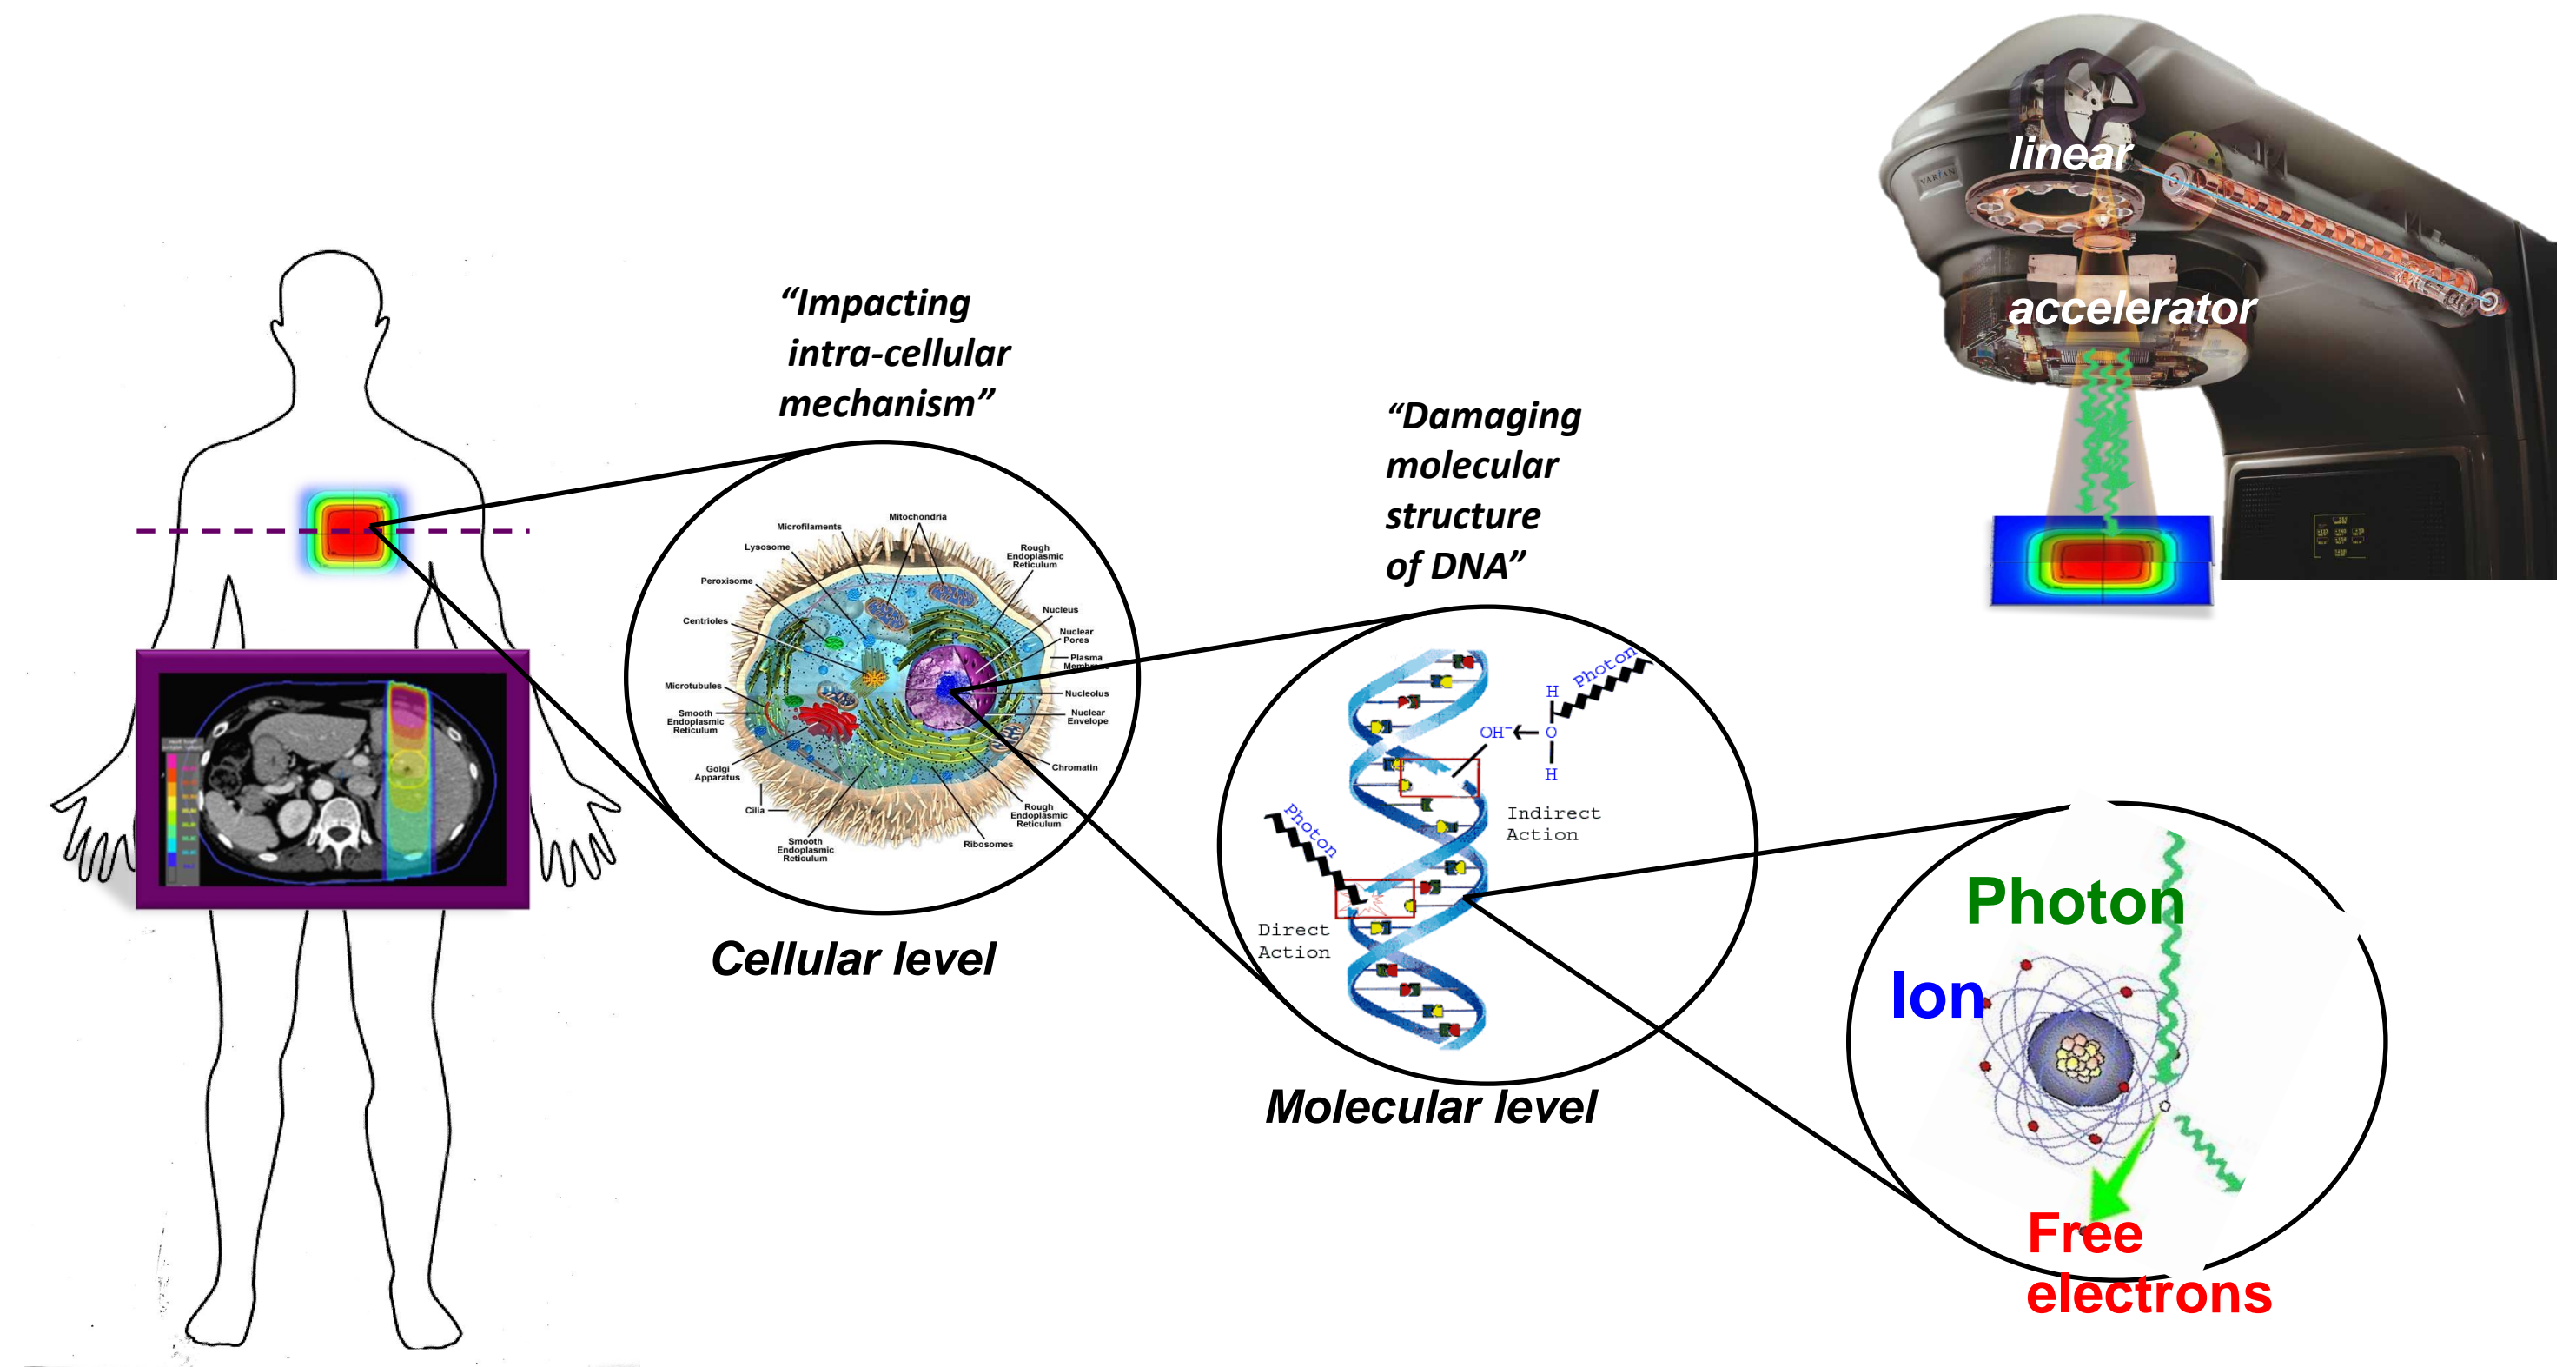 linear
VARIAN
accelerator
“Impacting
intra-cellular
mechanism”
“Damaging
molecular
structure
of DNA”
Mitochondria
Microfilaments
Lysosome
Rough
Endoplasmic
Reticulum
Peroxisome
Nucleus
Centrioles
Nuclear
Pores
Plasma
Microtubules
Nucleolus
Smooth
Endoplasmic
Reticulum
Nuclear
Envelope
Golgi
Apparatus
Chromatin
Cilia
Rough
Endoplasmic
Reticulum
Smooth
Endoplasmic
Reticulum
Ribosomes
Cellular level
Photon
H
OH⁻
O
H
Indirect
Action
Photon
Direct
Action
Molecular level
Photon
Ion
Free
electrons